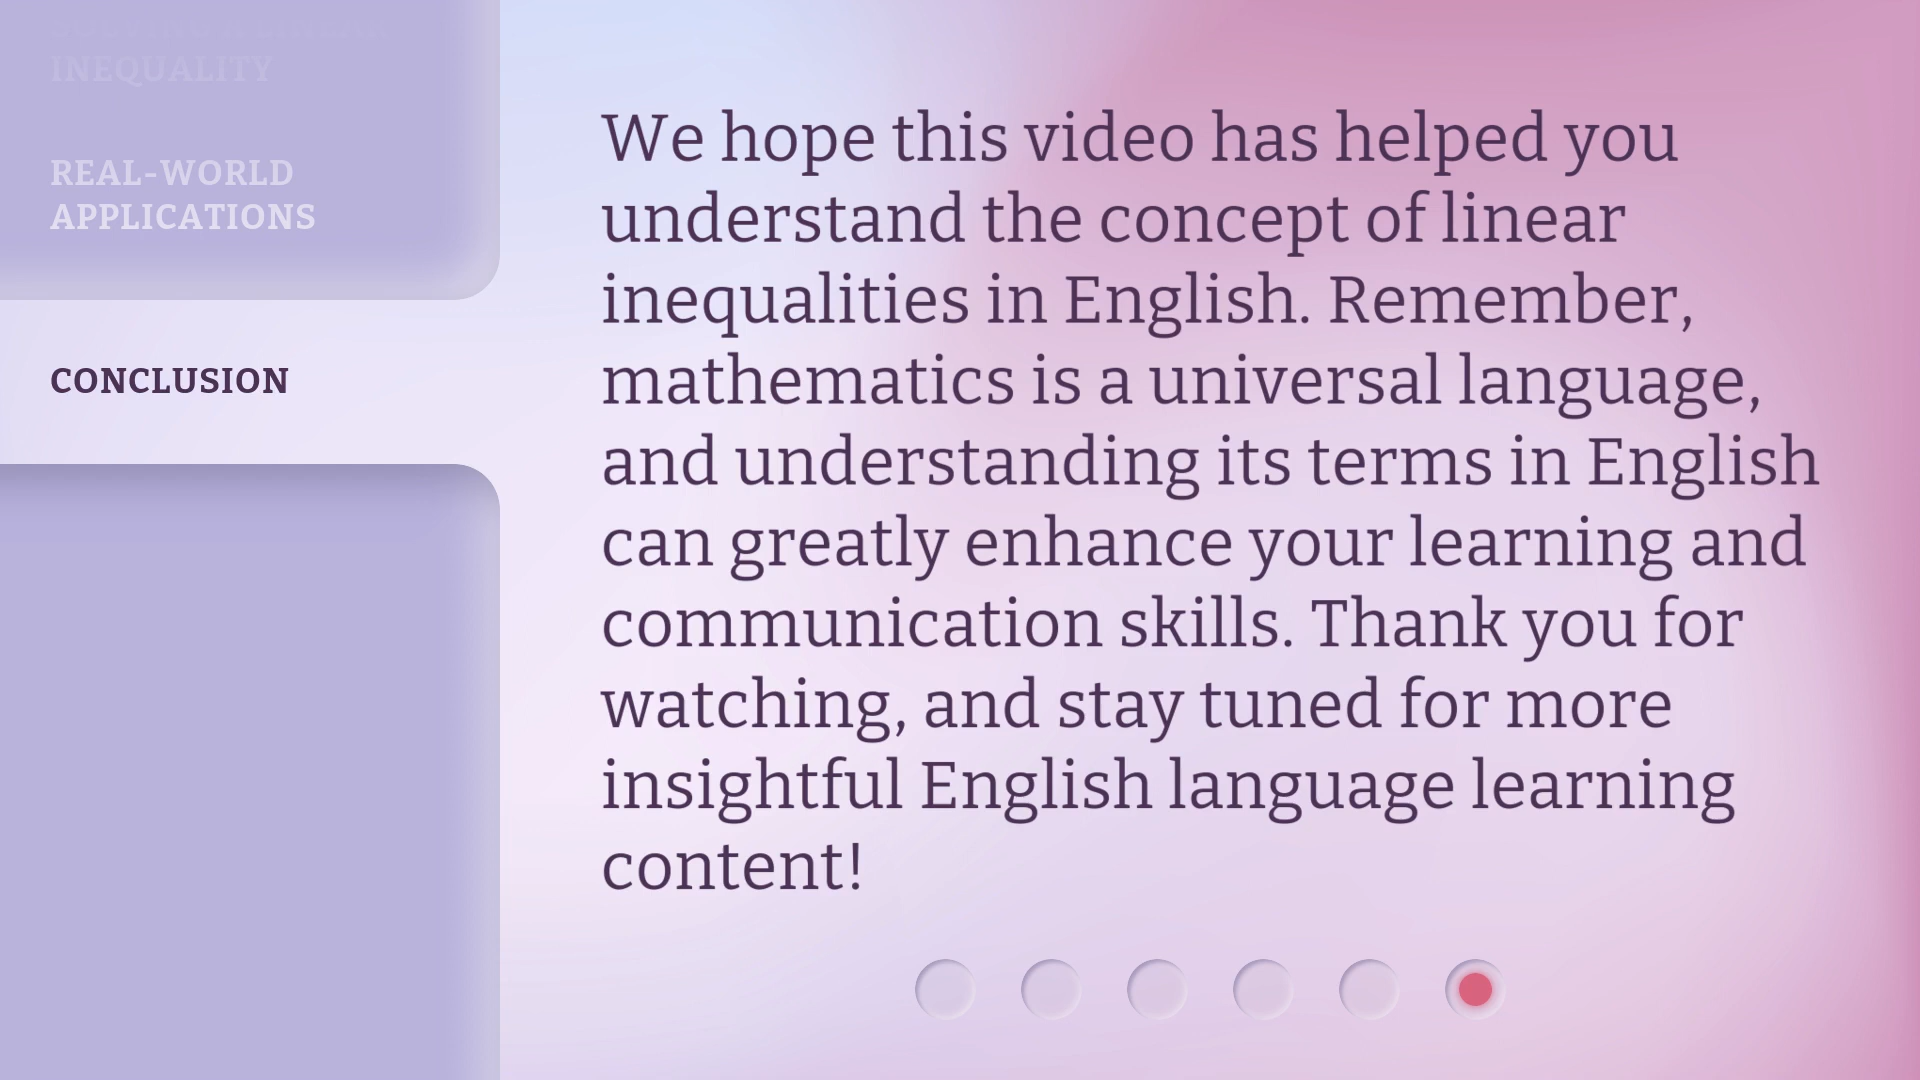 INEQUALITY
REAL-WORLD
APPLICATIONS
CONCLUSION
We hope this video has helped you
understand the concept of linear
inequalities in English. Remember,
mathematics is a universal language,
and understanding its terms in English
can greatly enhance your learning and
communication skills. Thank you for
watching, and stay tuned for more
insightful English language learning
content!